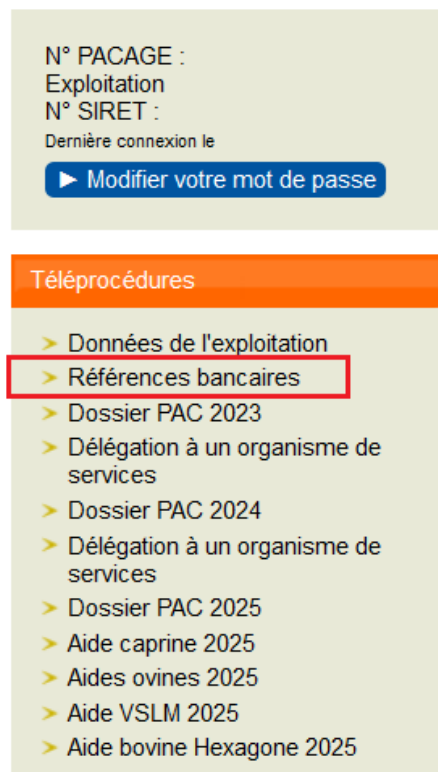 N° PACAGE :
Exploitation
N° SIRET :
Dernière connexion le
► Modifier votre mot de passe
Téléprocédures
➤ Données de l'exploitation
➤ Références bancaires
➤ Dossier PAC 2023
➤ Délégation à un organisme de
services
➤ Dossier PAC 2024
➤ Délégation à un organisme de
services
➤ Dossier PAC 2025
➤ Aide caprine 2025
➤ Aides ovines 2025
➤ Aide VSLM 2025
➤ Aide bovine Hexagone 2025